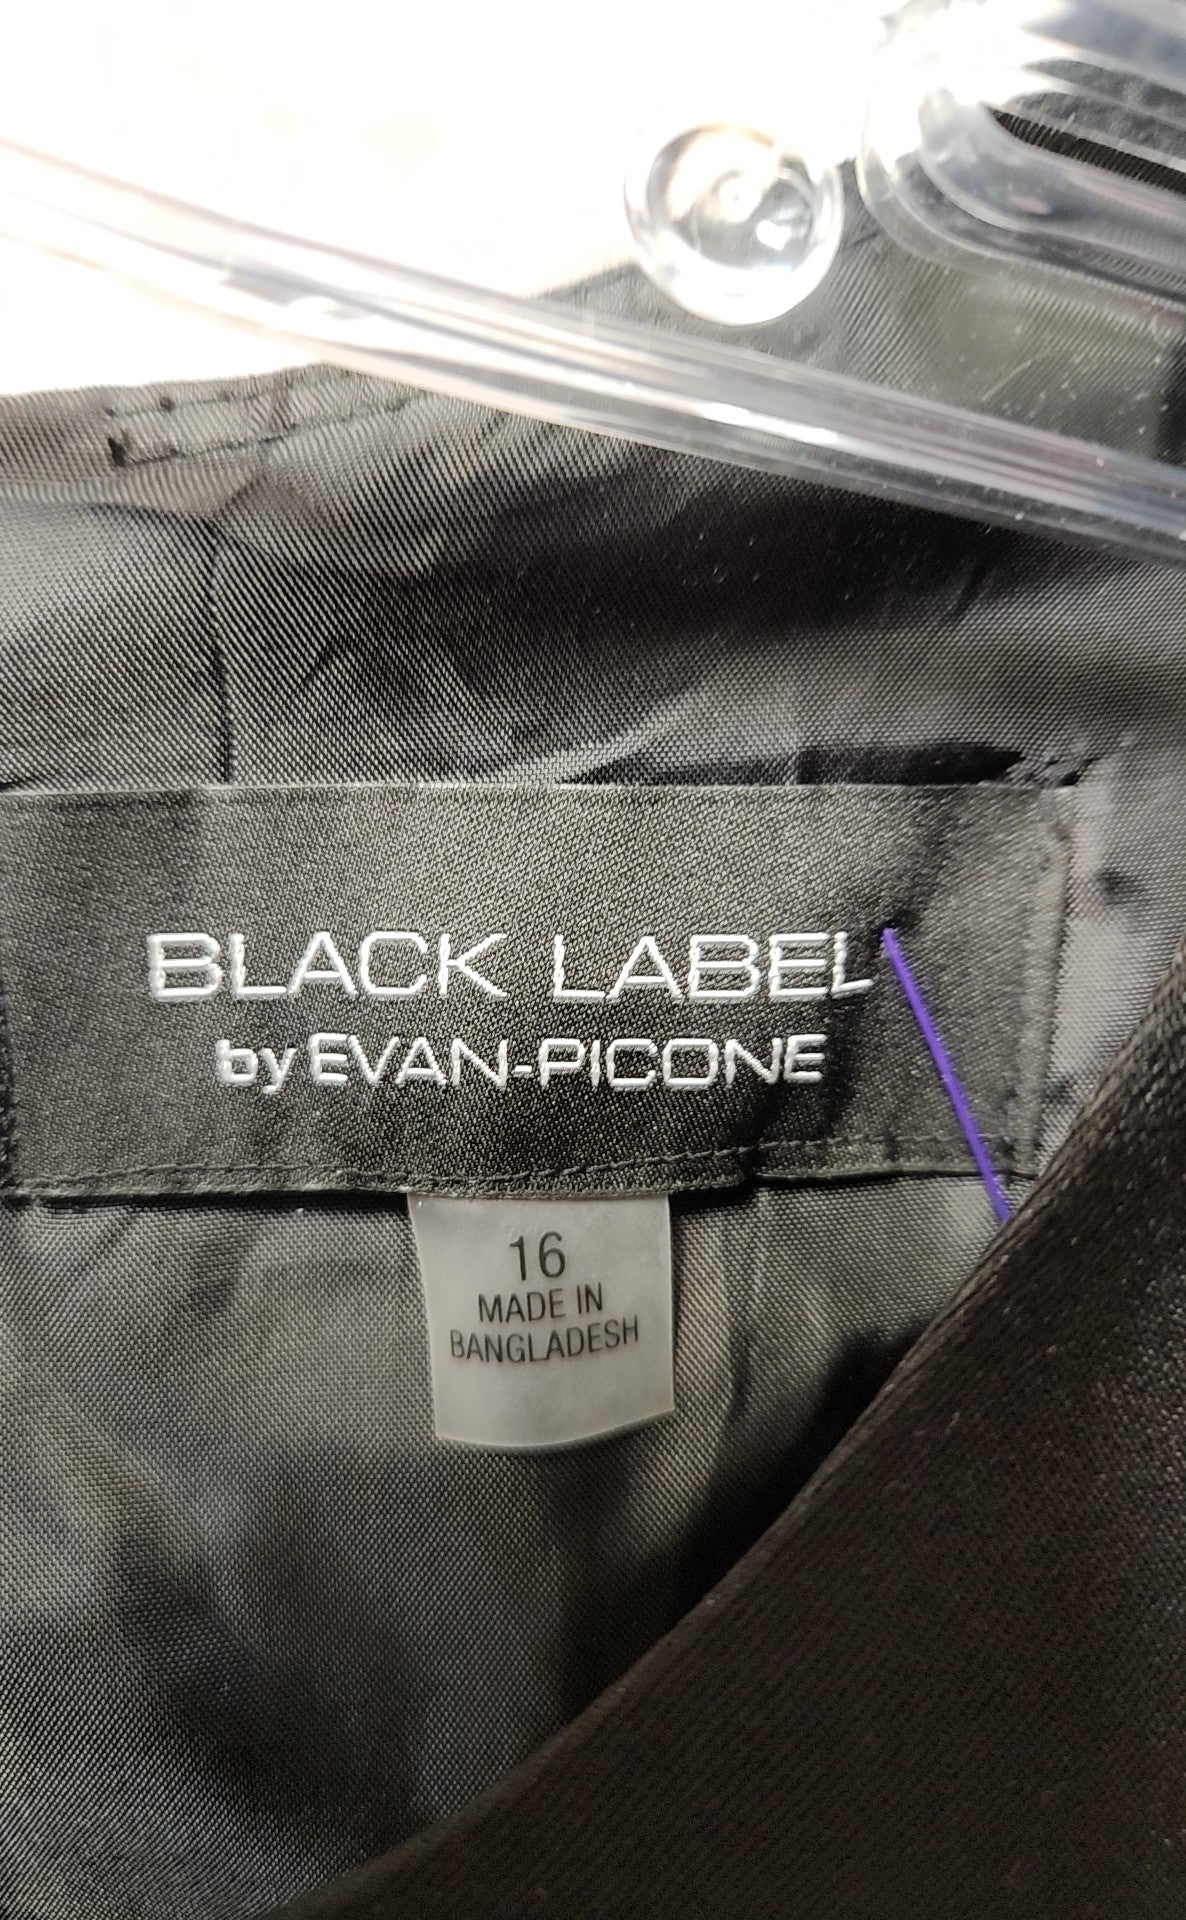 BLACK LABEL
by EVAN-PICONE
16
MADE IN
BANGLADESH